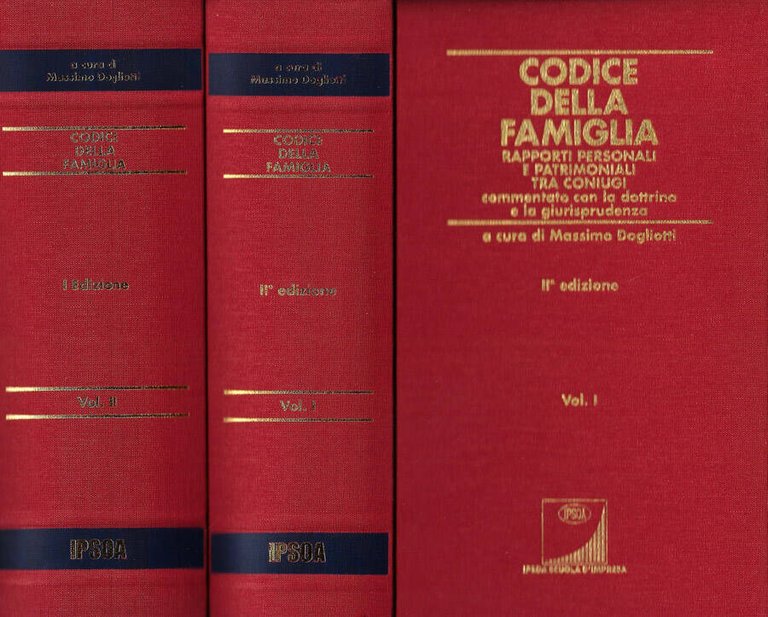 a cura di
Massimo Dogliotti
CODICE
DELLA
FAMIGLIA
I Edizione
Vol. II
IPSOA
a cura di
Massimo Dogliotti
CODICE
DELLA
FAMIGLIA
II° edizione
Vol. I
IPSOA
CODICE
DELLA
FAMIGLIA
RAPPORTI PERSONALI
E PATRIMONIALI
TRA CONIUGI
commentato con la dottrina
e la giurisprudenza
a cura di Massimo Dogliotti
II° edizione
Vol. I
IPSOA
IPSOA SCUOLA D'IMPRESA